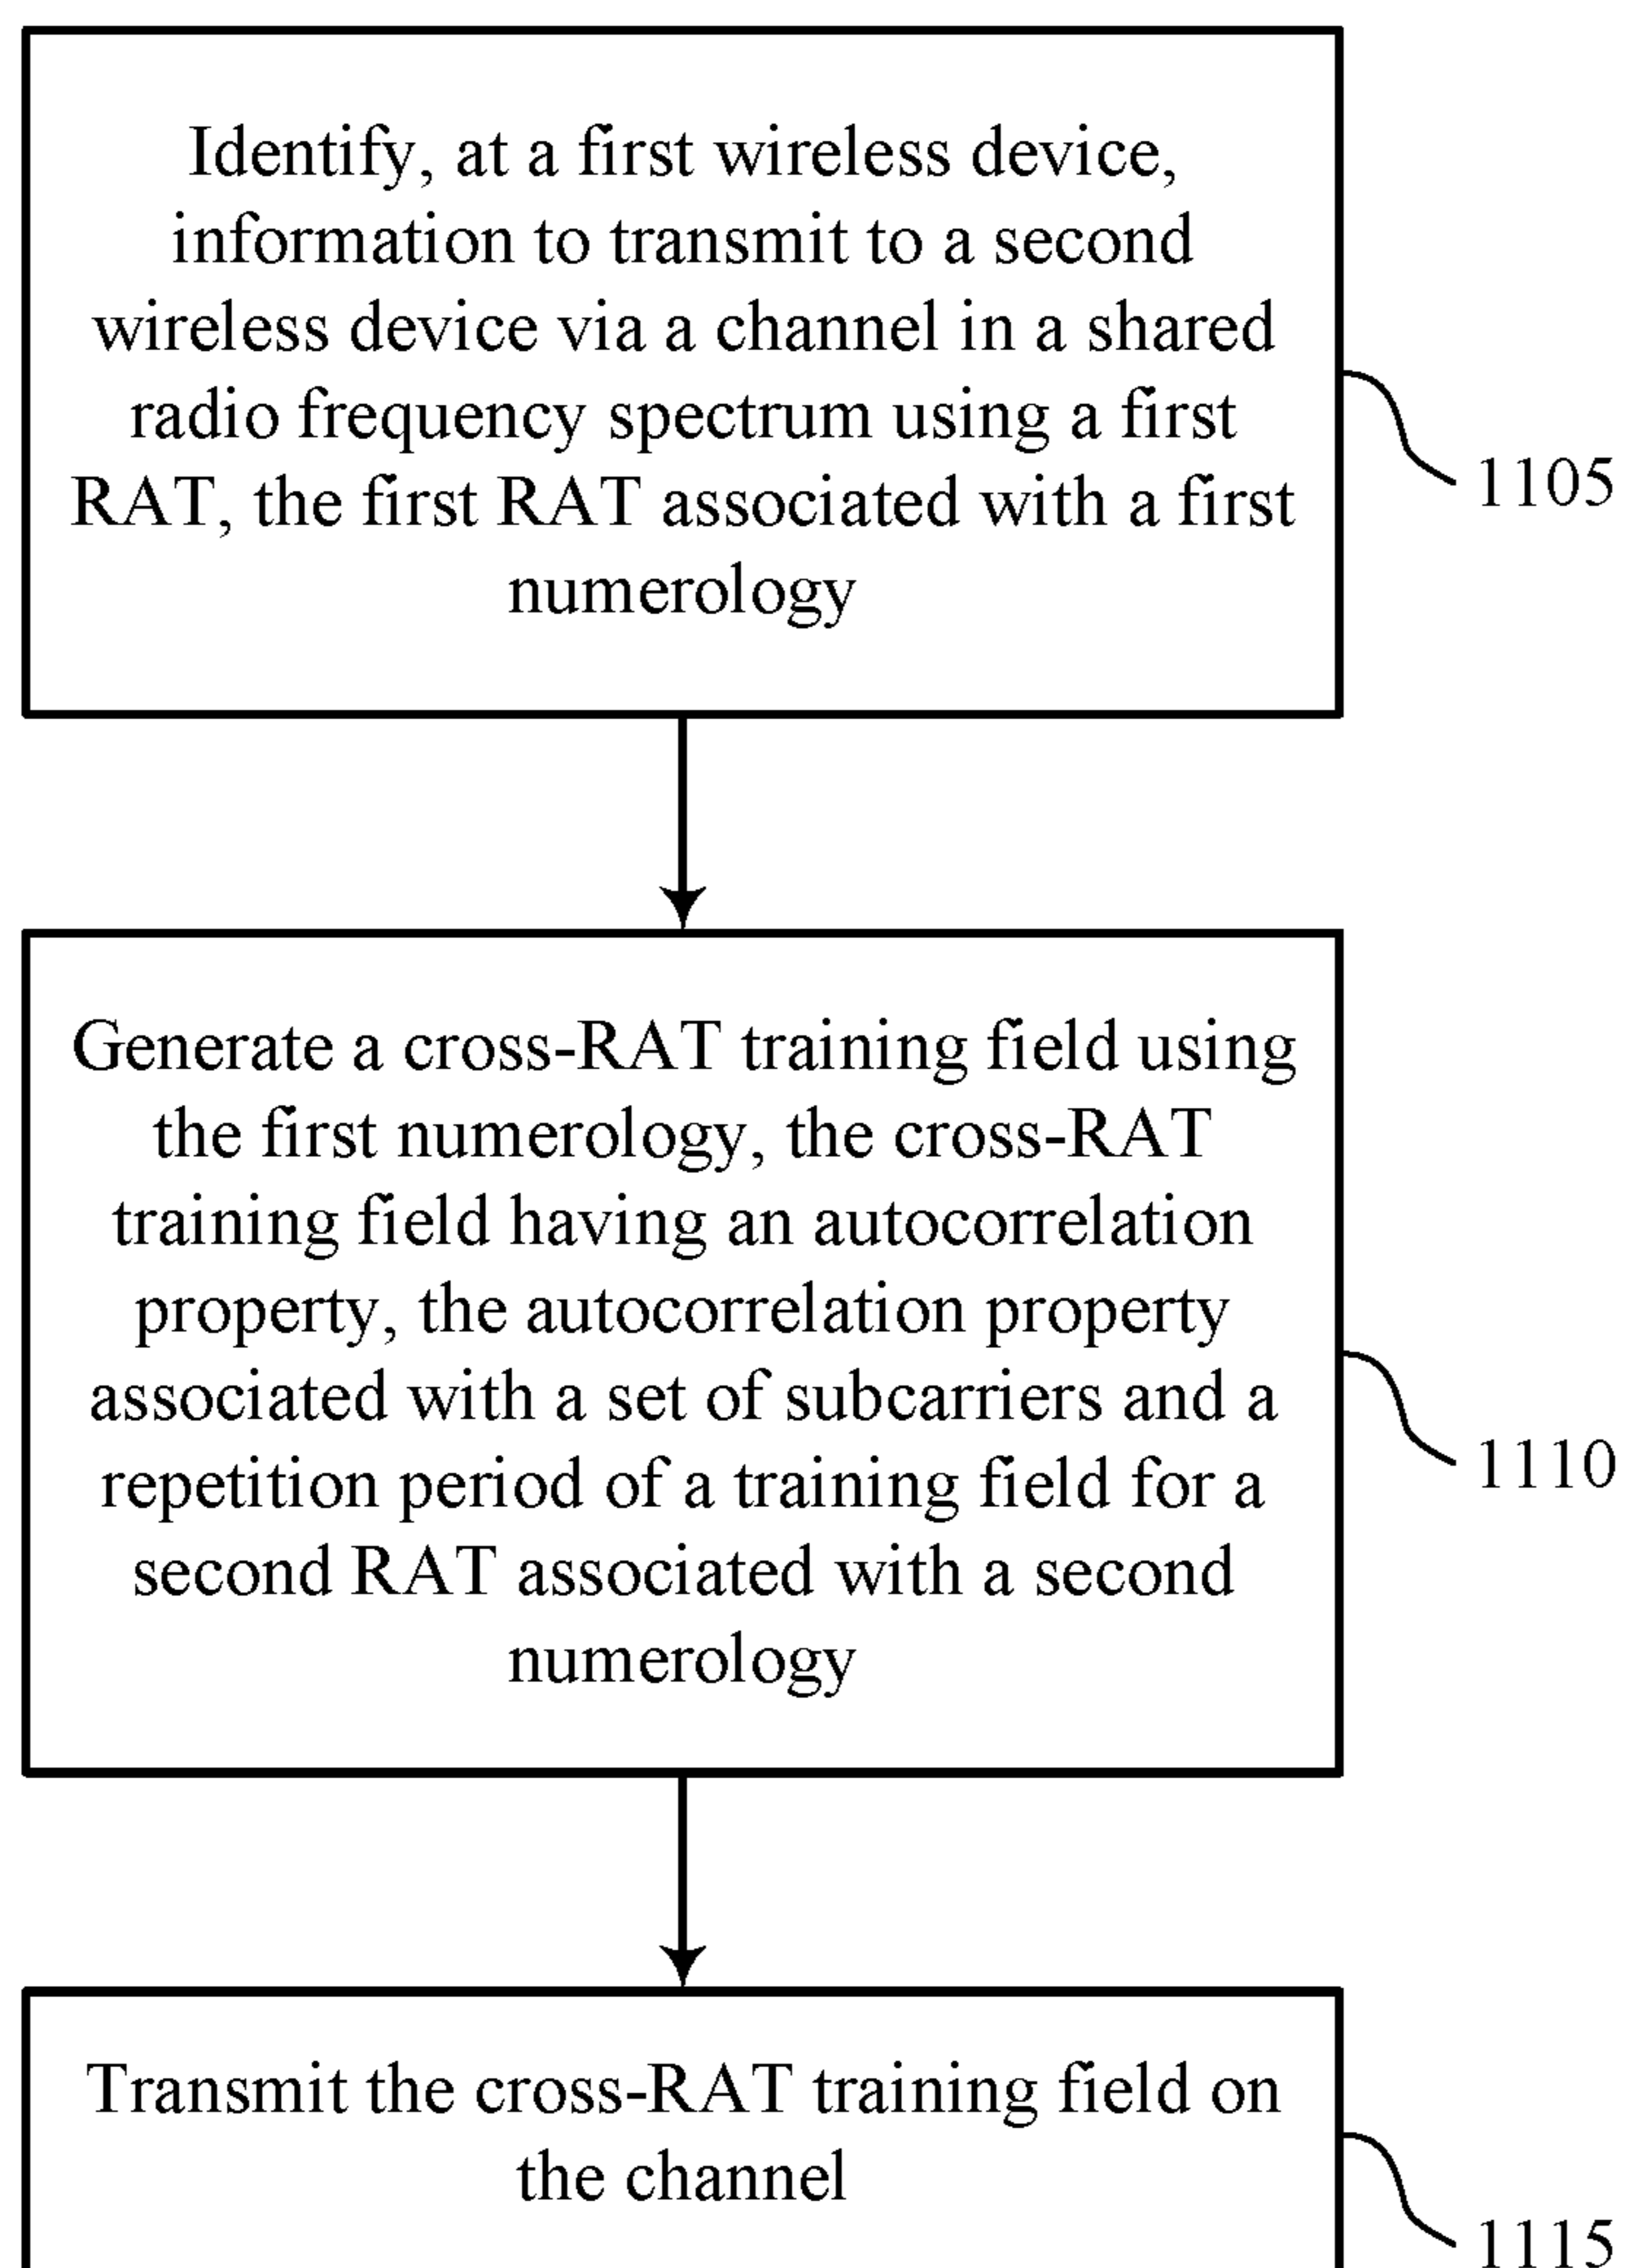 Identify, at a first wireless device,
information to transmit to a second
wireless device via a channel in a shared
radio frequency spectrum using a first
RAT, the first RAT associated with a first
numerology
1105
Generate a cross-RAT training field using
the first numerology, the cross-RAT
training field having an autocorrelation
property, the autocorrelation property
associated with a set of subcarriers and a
repetition period of a training field for a
second RAT associated with a second
numerology
1110
Transmit the cross-RAT training field on
the channel
1115